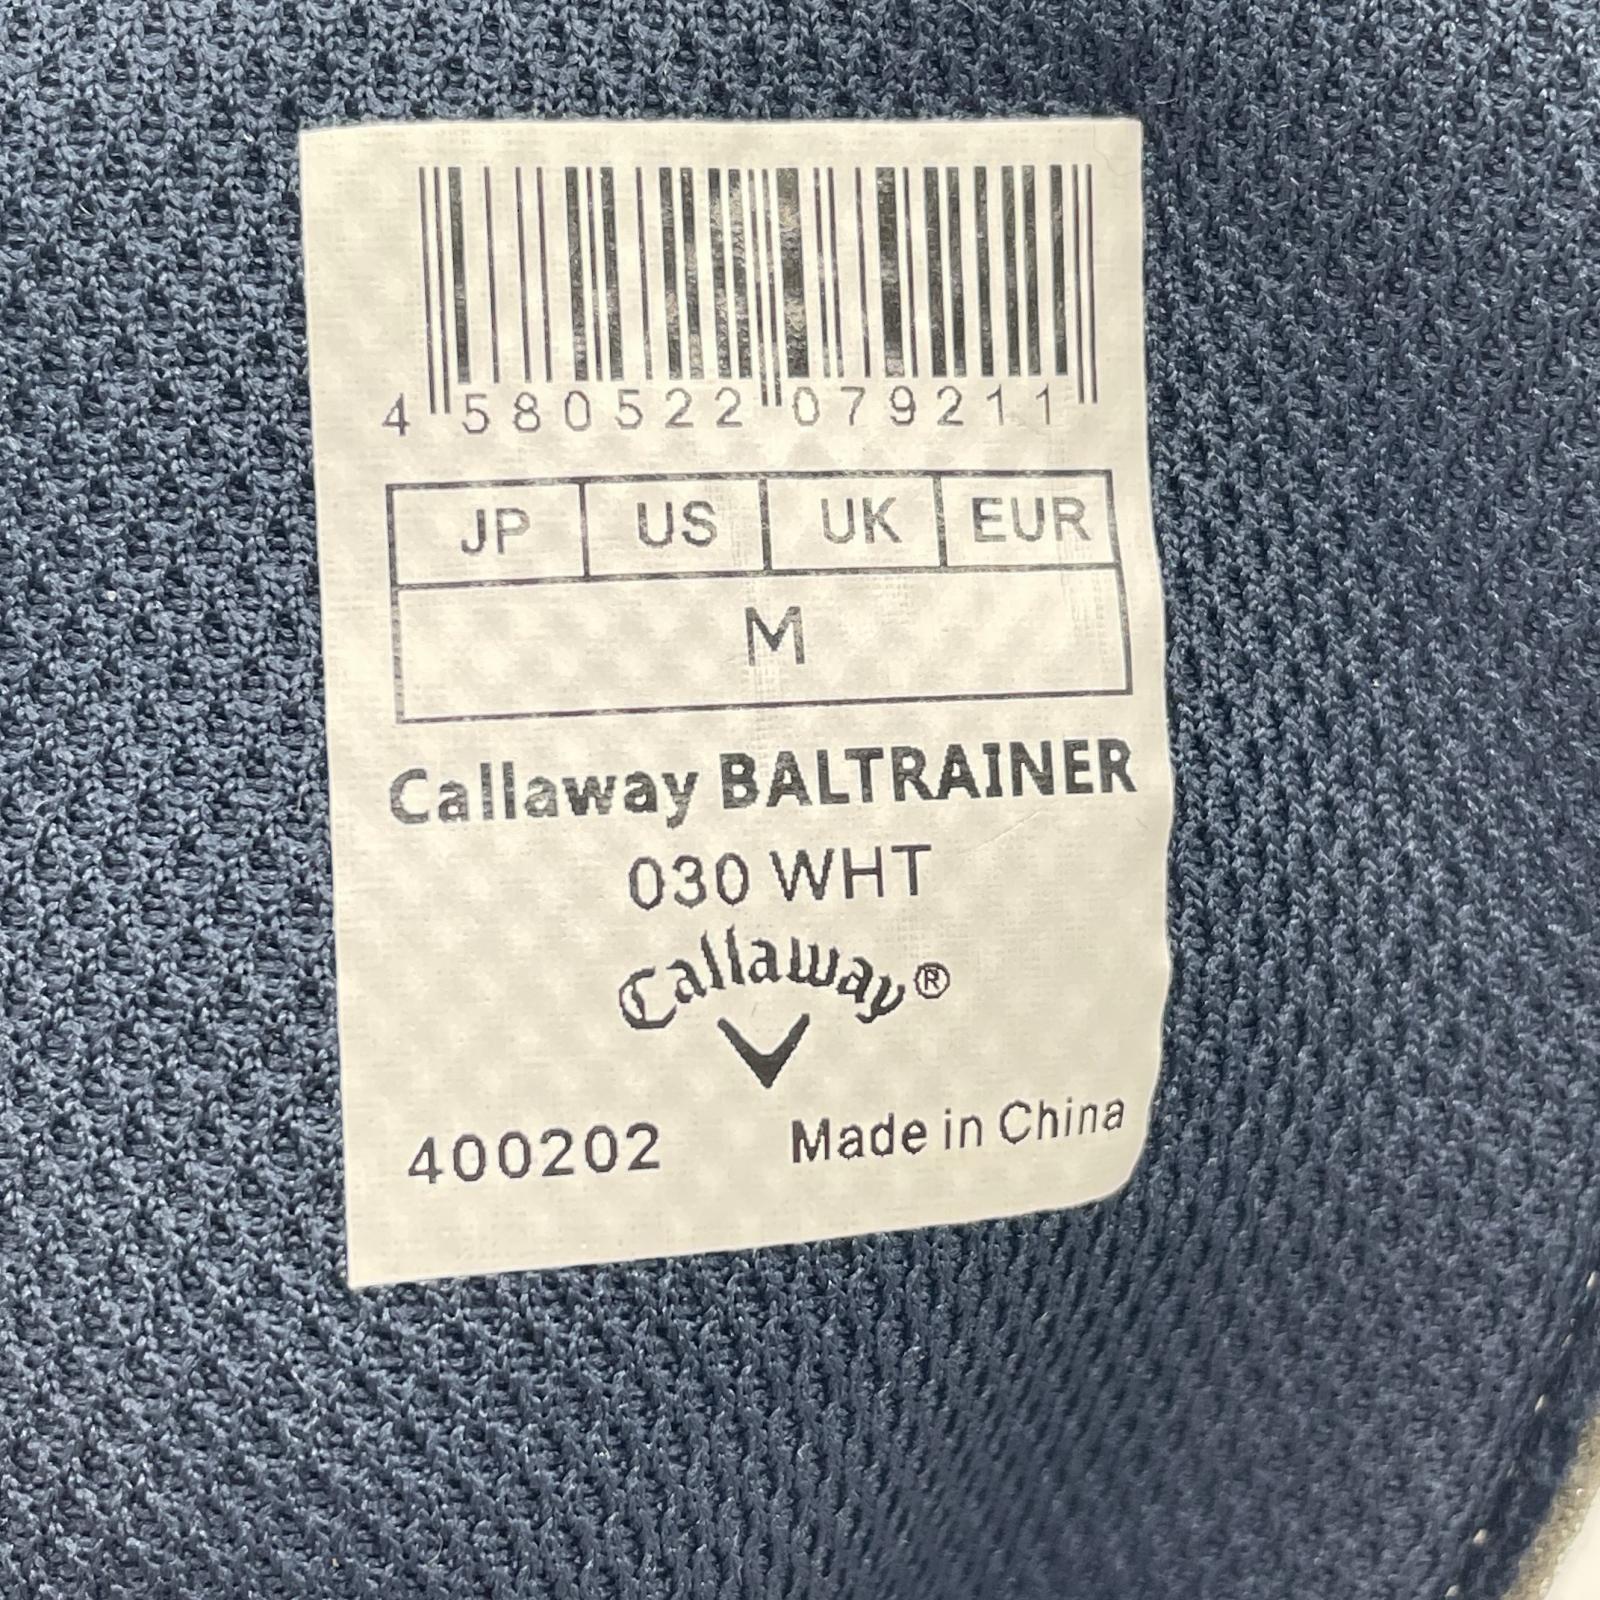 4 580522 079211
JP US UK EUR
M
Callaway BALTRAINER
030 WHT
Callaway®
400202 Made in China